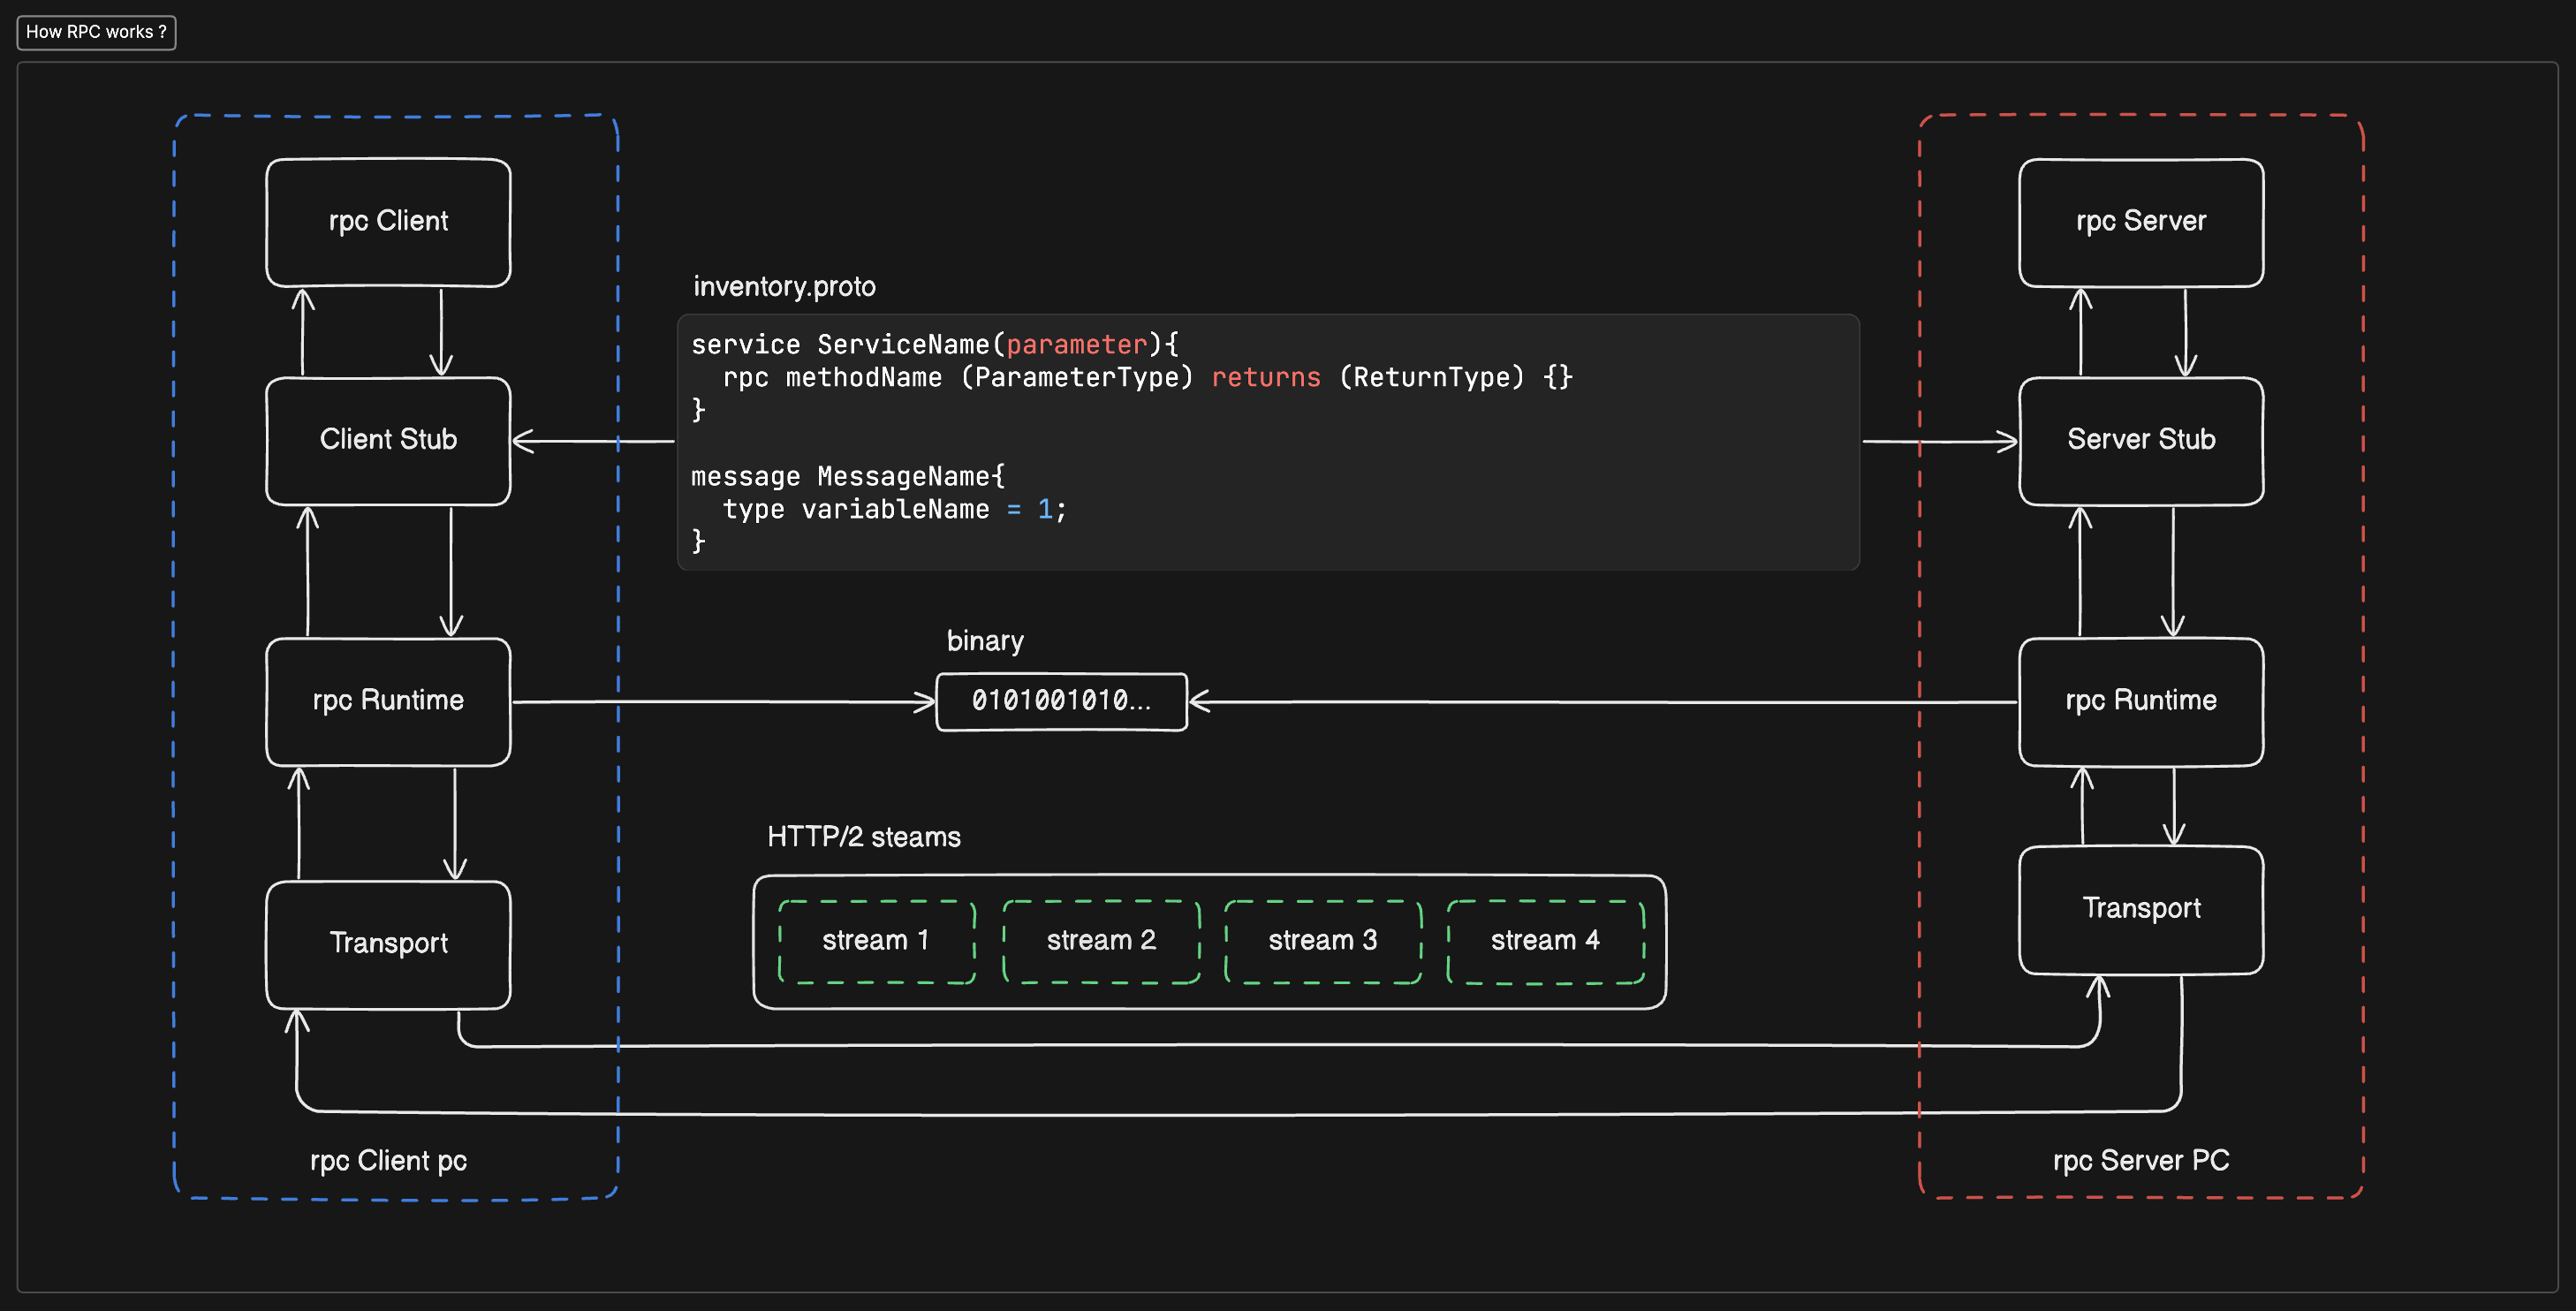 How RPC works ?
rpc Client
Client Stub
rpc Runtime
Transport
rpc Client pc
inventory.proto
service ServiceName(parameter){
  rpc methodName (ParameterType) returns (ReturnType) {}
}
message MessageName{
  type variableName = 1;
}
binary
0101001010...
HTTP/2 steams
stream 1
stream 2
stream 3
stream 4
rpc Server
Server Stub
rpc Runtime
Transport
rpc Server PC